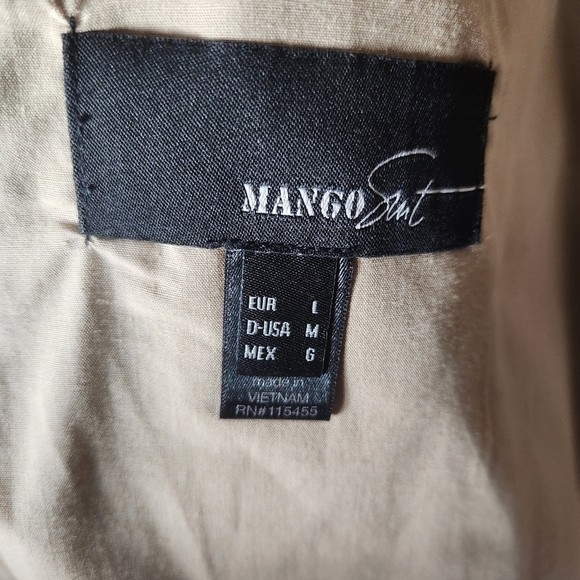 MANGO Suit
EUR L
D-USA M
MEX G
made in
VIETNAM
RN#115455